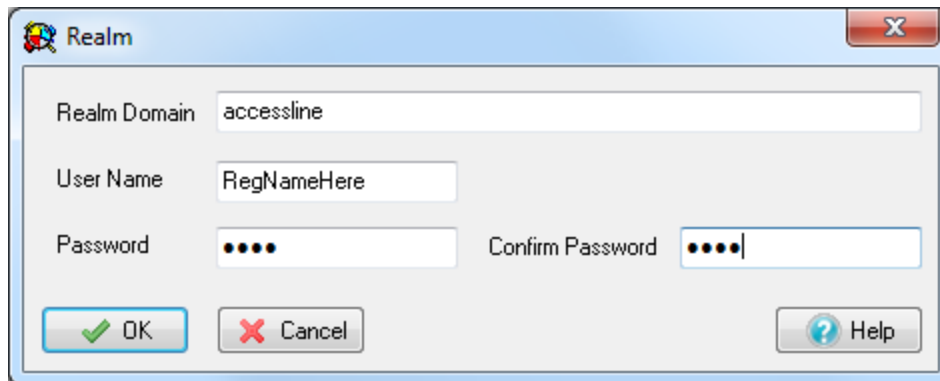 Realm
Realm Domain accessline
User Name RegNameHere
Password •••• Confirm Password ••••
OK Cancel Help